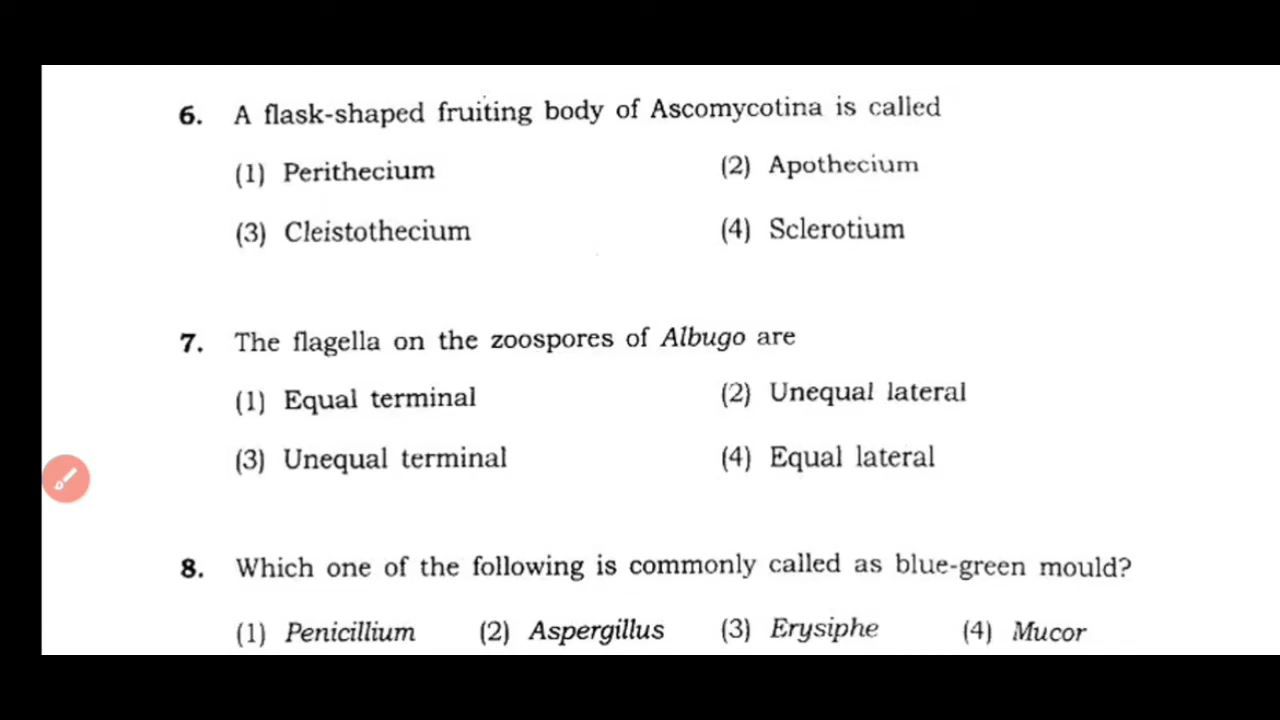 6. A flask-shaped fruiting body of Ascomycotina is called
(1) Perithecium (2) Apothecium
(3) Cleistothecium (4) Sclerotium
7. The flagella on the zoospores of Albugo are
(1) Equal terminal (2) Unequal lateral
(3) Unequal terminal (4) Equal lateral
8. Which one of the following is commonly called as blue-green mould?
(1) Penicillium (2) Aspergillus (3) Erysiphe (4) Mucor